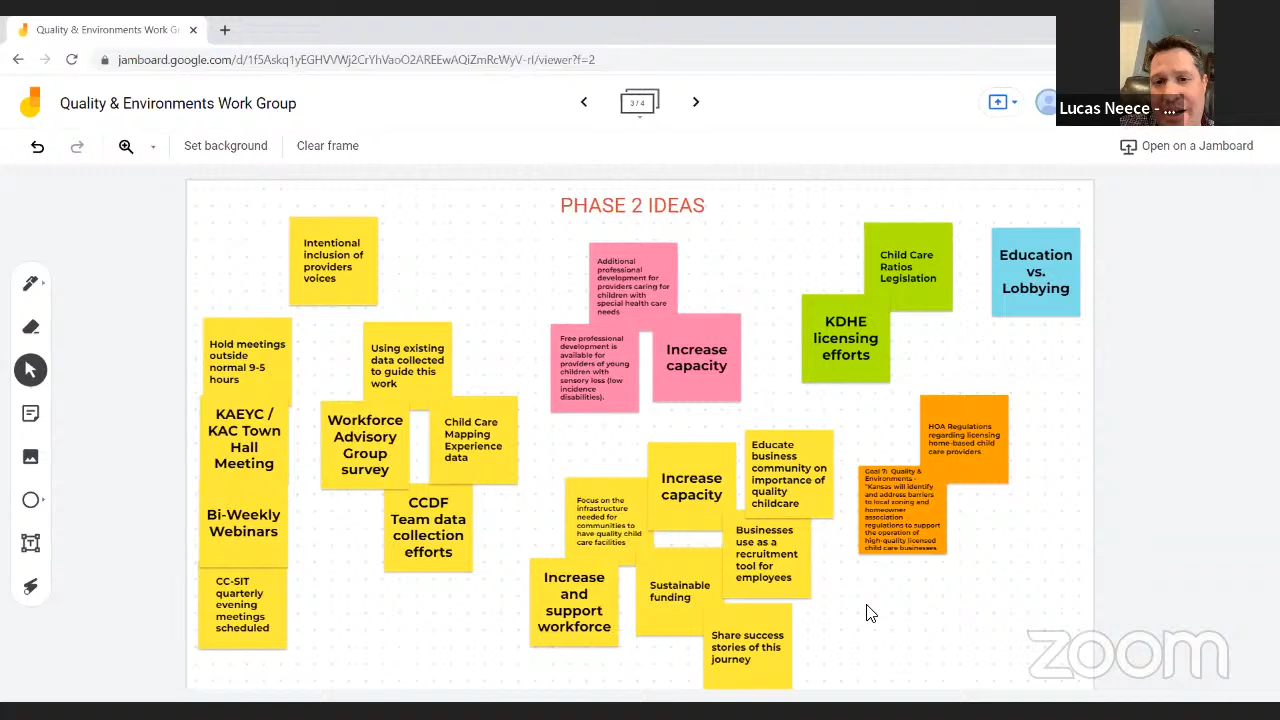 Quality & Environments Work Gr
jamboard.google.com/d/1f5Askq1yEGHVVWj2CrYhVaoO2AREEwAQiZmRcWyV-rI/viewer?f=2
Quality & Environments Work Group
3/4
Lucas Neece - ...
Set background
Clear frame
Open on a Jamboard
PHASE 2 IDEAS
Intentional
inclusion of
providers
voices
Hold meetings
outside
normal 9-5
hours
KAEYC /
KAC Town
Hall
Meeting
Bi-Weekly
Webinars
CC-SIT
quarterly
evening
meetings
scheduled
Using existing
data collected
to guide this
work
Workforce
Advisory
Group
survey
Child Care
Mapping
Experience
data
CCDF
Team data
collection
efforts
Additional
professional
development for
providers caring for
children with
special health care
needs
Free professional
development is
available for
providers of young
children with
sensory loss (low
incidence
disabilities).
Increase
capacity
Increase
capacity
Educate
business
community on
importance of
quality
childcare
Focus on the
infrastructure
needed for
communities to
have quality child
care facilities
Businesses
use as a
recruitment
tool for
employees
Increase
and
support
workforce
Sustainable
funding
Share success
stories of this
journey
Child Care
Ratios
Legislation
KDHE
licensing
efforts
Education
vs.
Lobbying
HOA Regulations
regarding licensing
home-based child
care providers
Goal 7: Quality &
Environments -
"Kansas will identify
and address barriers
to local zoning and
homeowner
association
regulations to support
the operation of
high-quality licensed
child care businesses
zoom